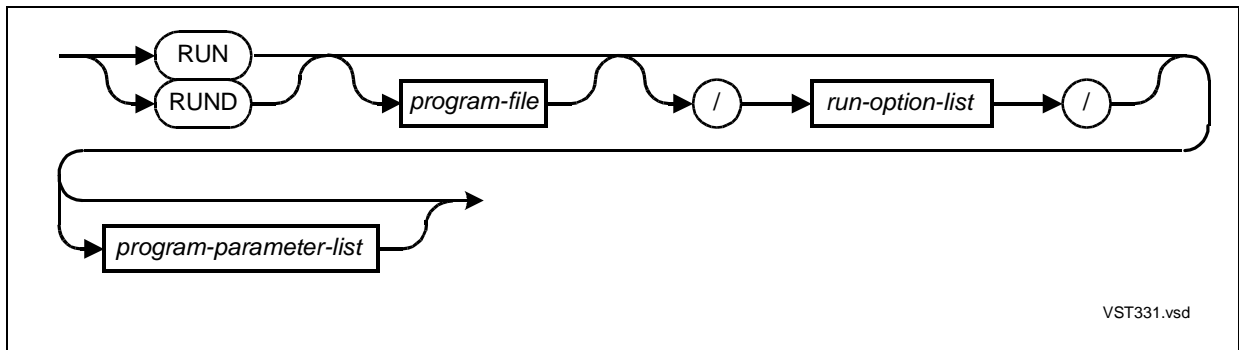 RUN
RUND
program-file
/
run-option-list
/
program-parameter-list
VST331.vsd